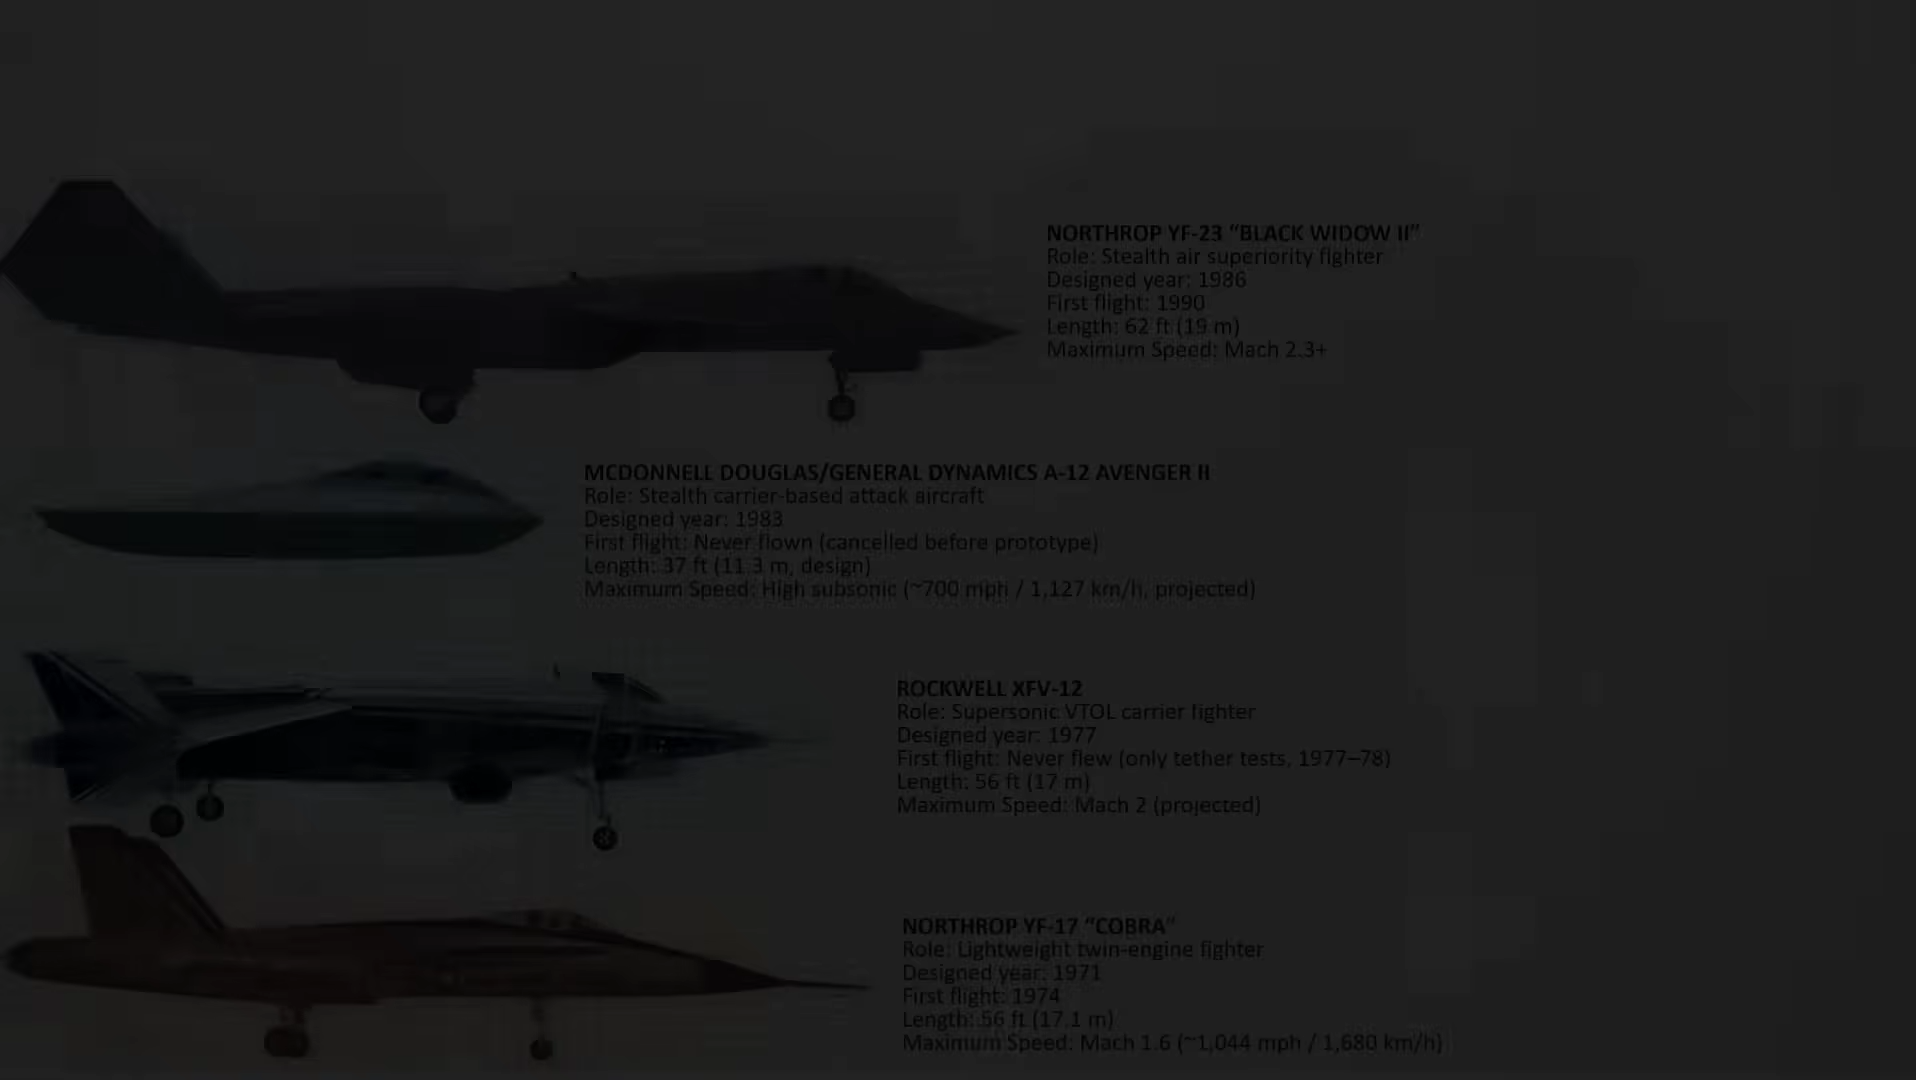 NORTHROP YF-23 “BLACK WIDOW II”
Role: Stealth air superiority fighter
Designed year: 1986
First flight: 1990
Length: 62 ft (19 m)
Maximum Speed: Mach 2.3+
MCDONNELL DOUGLAS/GENERAL DYNAMICS A-12 AVENGER II
Role: Stealth carrier-based attack aircraft
Designed year: 1983
First flight: Never flown (cancelled before prototype)
Length: 37 ft (11.3 m, design)
Maximum Speed: High subsonic (~700 mph / 1,127 km/h, projected)
ROCKWELL XFV-12
Role: Supersonic VTOL carrier fighter
Designed year: 1977
First flight: Never flew (only tether tests, 1977–78)
Length: 56 ft (17 m)
Maximum Speed: Mach 2 (projected)
NORTHROP YF-17 “COBRA”
Role: Lightweight twin-engine fighter
Designed year: 1971
First flight: 1974
Length: 56 ft (17.1 m)
Maximum Speed: Mach 1.6 (~1,044 mph / 1,680 km/h)